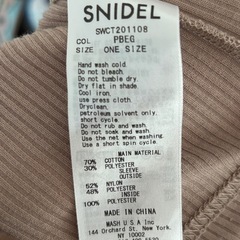 SNIDEL
SWCT201108
COL PBEG
SIZE ONE SIZE
Hand wash cold.
Do not bleach.
Do not tumble dry.
Dry flat in shade
Cool iron,
use press cloth.
Dryclean,
petroleum solvent only.
short cycle.
Do not rub and wash.
Do not soak and wash.
Use the net when washing.
Use a short spin cycle.
MAIN MATERIAL
70% COTTON
30% POLYESTER
SLEEVE
OUTSIDE
52% NYLON
48% POLYESTER
INSIDE
100% POLYESTER
MADE IN CHINA
MASH U.S.A INC
144 Orchard St. New York,
NY 10002